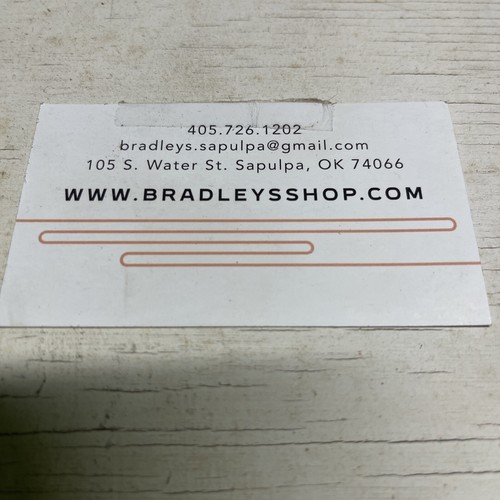 405.726.1202
bradleys.sapulpa@gmail.com
105 S. Water St. Sapulpa, OK 74066
WWW.BRADLEYSSHOP.COM